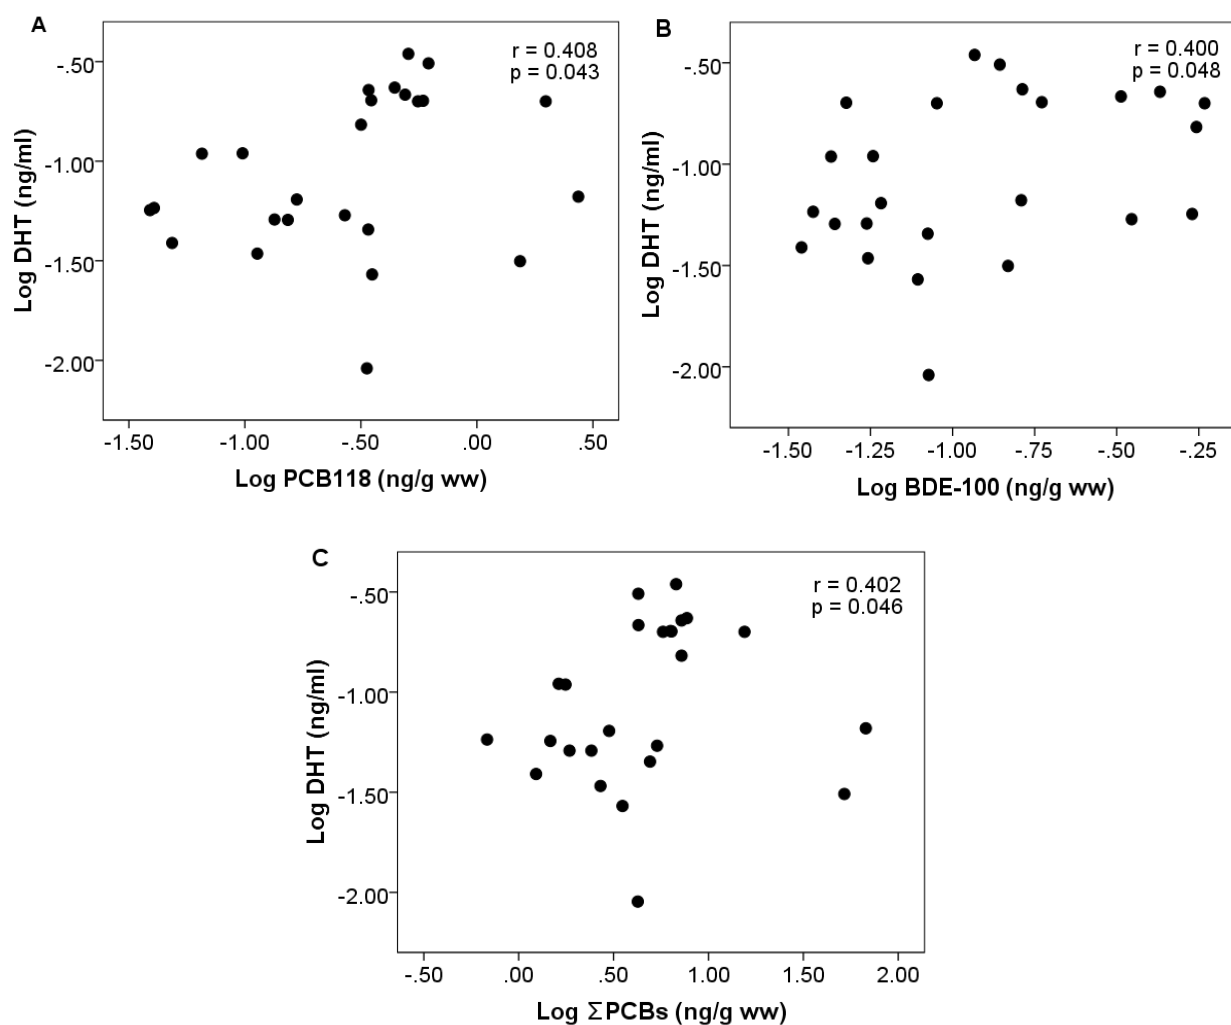 A
r = 0.408
p = 0.043
Log DHT (ng/ml)
-.50
-1.00
-1.50
-2.00
-1.50 -1.00 -.50 .00 .50
Log PCB118 (ng/g ww)
B
r = 0.400
p = 0.048
Log DHT (ng/ml)
-.50
-1.00
-1.50
-2.00
-1.50 -1.25 -1.00 -.75 -.50 -.25
Log BDE-100 (ng/g ww)
C
r = 0.402
p = 0.046
Log DHT (ng/ml)
-.50
-1.00
-1.50
-2.00
-.50 .00 .50 1.00 1.50 2.00
Log ΣPCBs (ng/g ww)